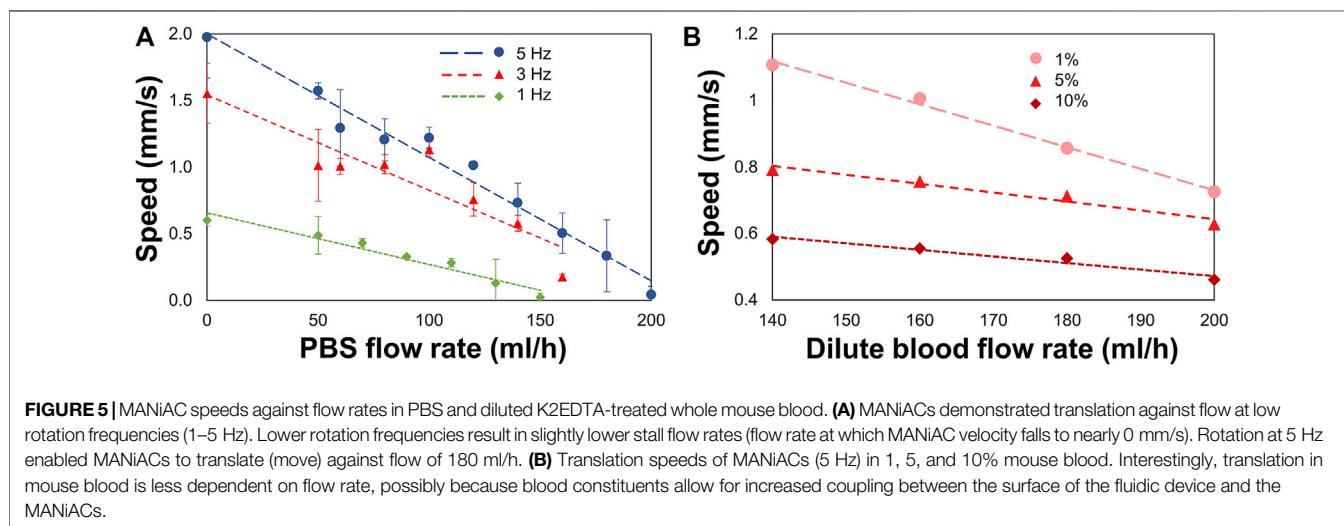 A
2.0
1.5
1.0
0.5
0.0
Speed (mm/s)
5 Hz
3 Hz
1 Hz
0 50 100 150 200
PBS flow rate (ml/h)
B
1.2
1
0.8
0.6
0.4
Speed (mm/s)
1%
5%
10%
140 150 160 170 180 190 200
Dilute blood flow rate (ml/h)
FIGURE 5 | MANiAC speeds against flow rates in PBS and diluted K2EDTA-treated whole mouse blood. (A) MANiACs demonstrated translation against flow at low
rotation frequencies (1–5 Hz). Lower rotation frequencies result in slightly lower stall flow rates (flow rate at which MANiAC velocity falls to nearly 0 mm/s). Rotation at 5 Hz
enabled MANiACs to translate (move) against flow of 180 ml/h. (B) Translation speeds of MANiACs (5 Hz) in 1, 5, and 10% mouse blood. Interestingly, translation in
mouse blood is less dependent on flow rate, possibly because blood constituents allow for increased coupling between the surface of the fluidic device and the
MANiACs.